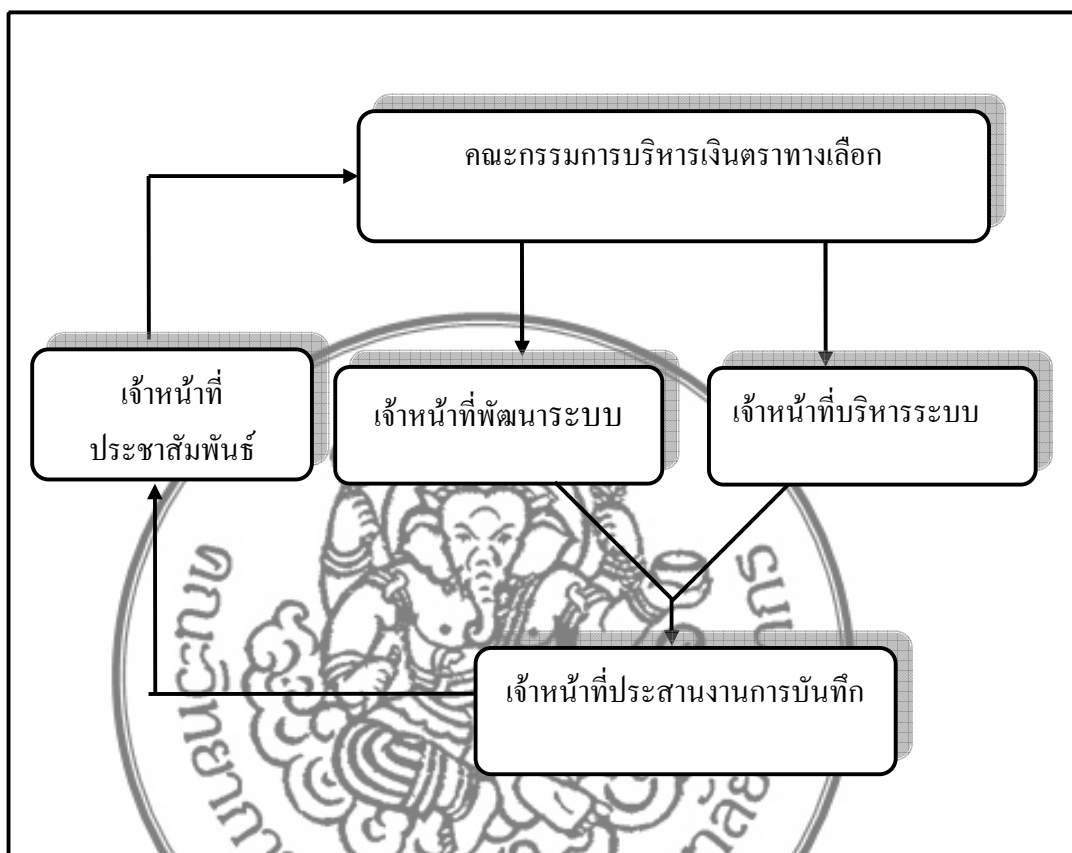 คณะกรรมการบริหารเงินตราทางเลือก
เจ้าหน้าที่
ประชาสัมพันธ์
เจ้าหน้าที่พัฒนาระบบ
เจ้าหน้าที่บริหารระบบ
เจ้าหน้าที่ประสานงานการบันทึก